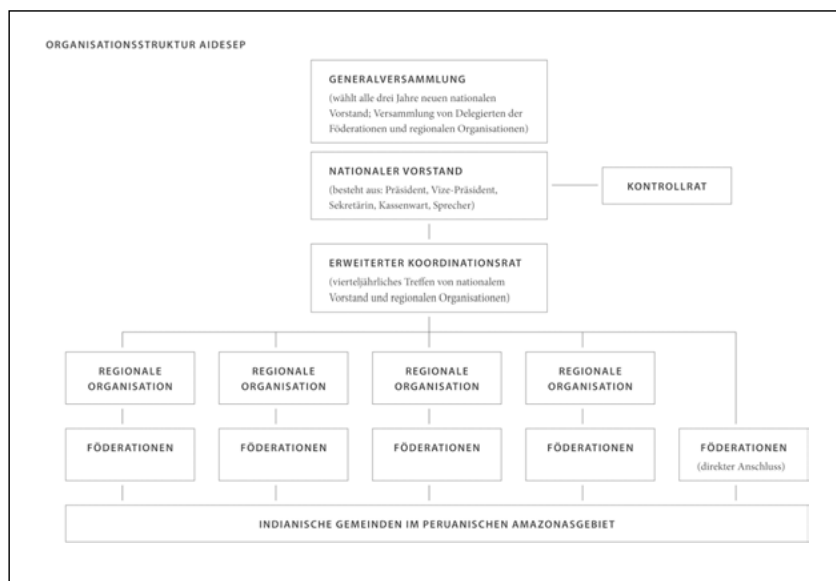 ORGANISATIONSSTRUKTUR AIDESEP
GENERALVERSAMMLUNG
(wählt alle drei Jahre neuen nationalen
Vorstand; Versammlung von Delegierten der
Föderationen und regionalen Organisationen)
NATIONALER VORSTAND
(besteht aus: Präsident, Vize-Präsident,
Sekretärin, Kassenwart, Sprecher)
KONTROLLRAT
ERWEITERTER KOORDINATIONSRAT
(vierteljährliches Treffen von nationalem
Vorstand und regionalen Organisationen)
REGIONALE
ORGANISATION
REGIONALE
ORGANISATION
REGIONALE
ORGANISATION
REGIONALE
ORGANISATION
FÖDERATIONEN
FÖDERATIONEN
FÖDERATIONEN
FÖDERATIONEN
FÖDERATIONEN
(direkter Anschluss)
INDIANISCHE GEMEINDEN IM PERUANISCHEN AMAZONASGEBIET